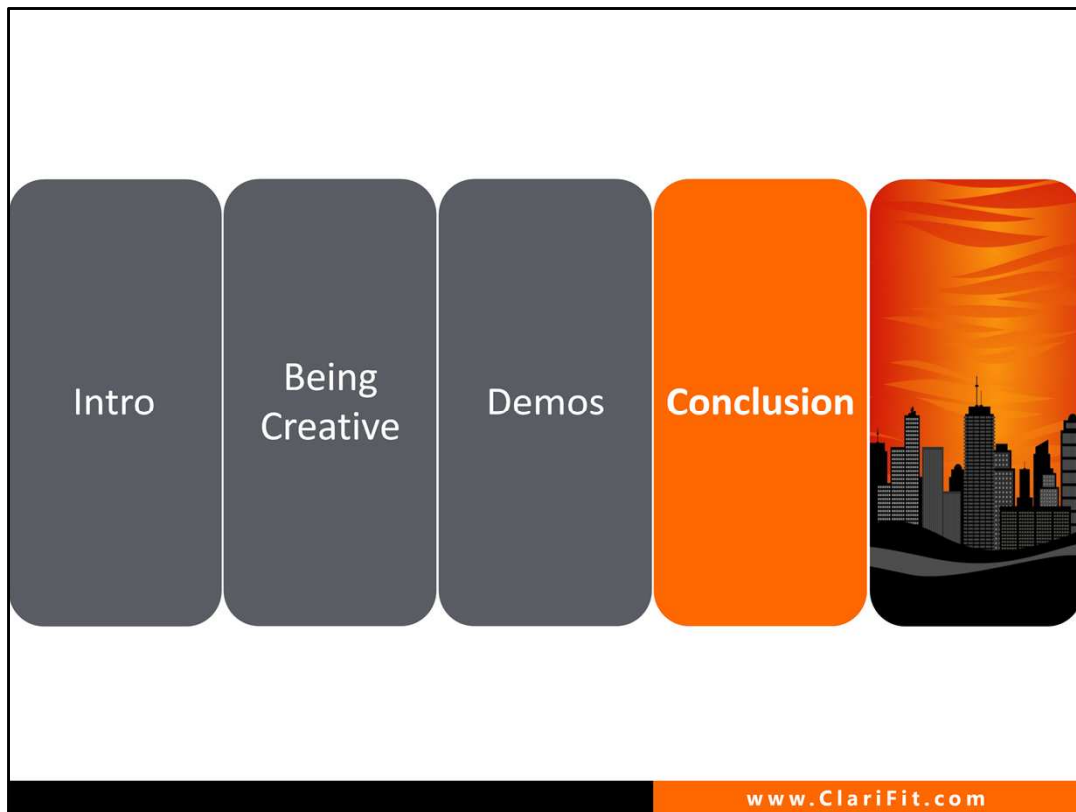 Intro
Being
Creative
Demos
Conclusion
www.ClariFit.com